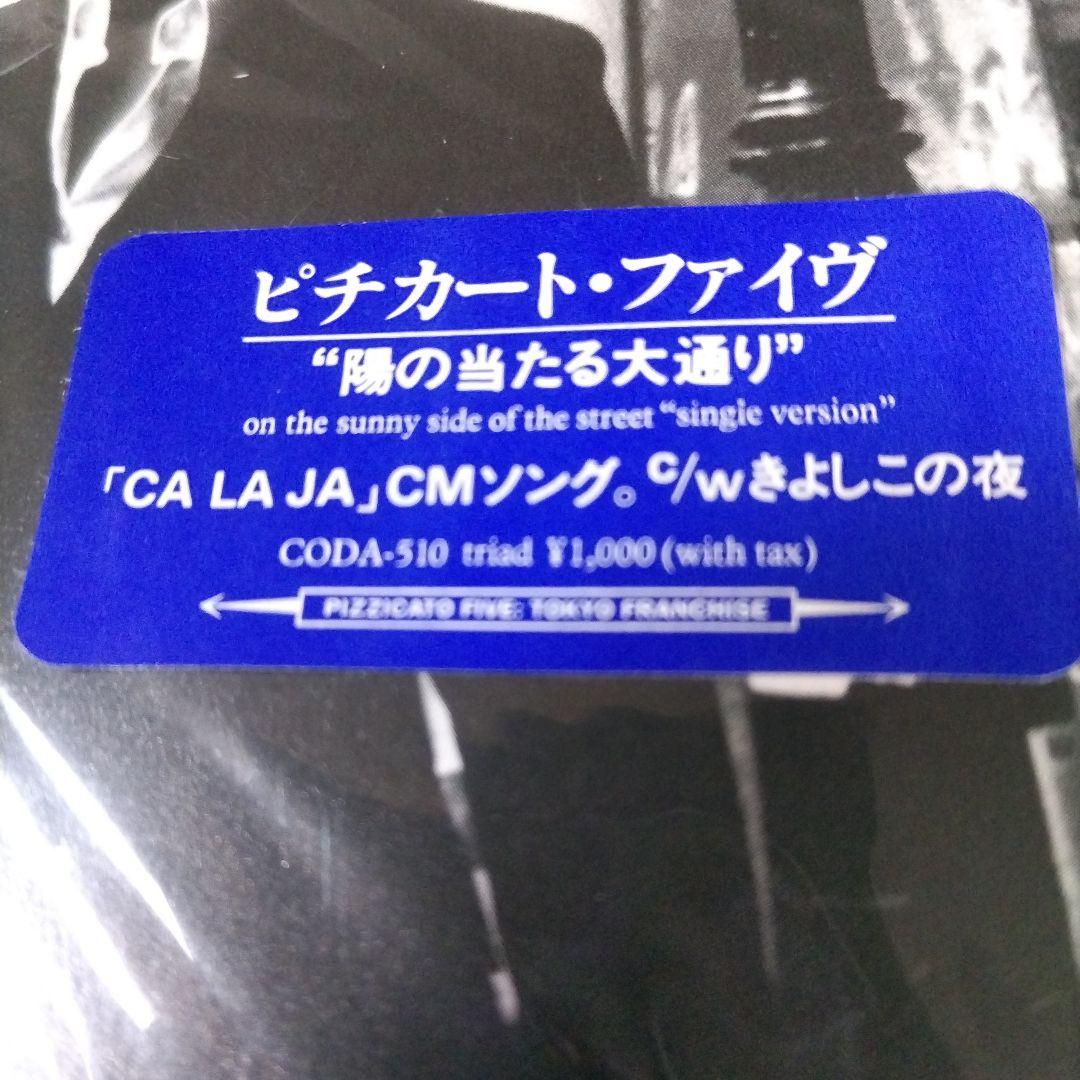 ピチカート・ファイヴ
“陽の当たる大通り”
on the sunny side of the street “single version”
「CA LA JA」CMソング。c/wきよしこの夜
CODA-510 triad ¥1,000 (with tax)
PIZZICATO FIVE: TOKYO FRANCHISE